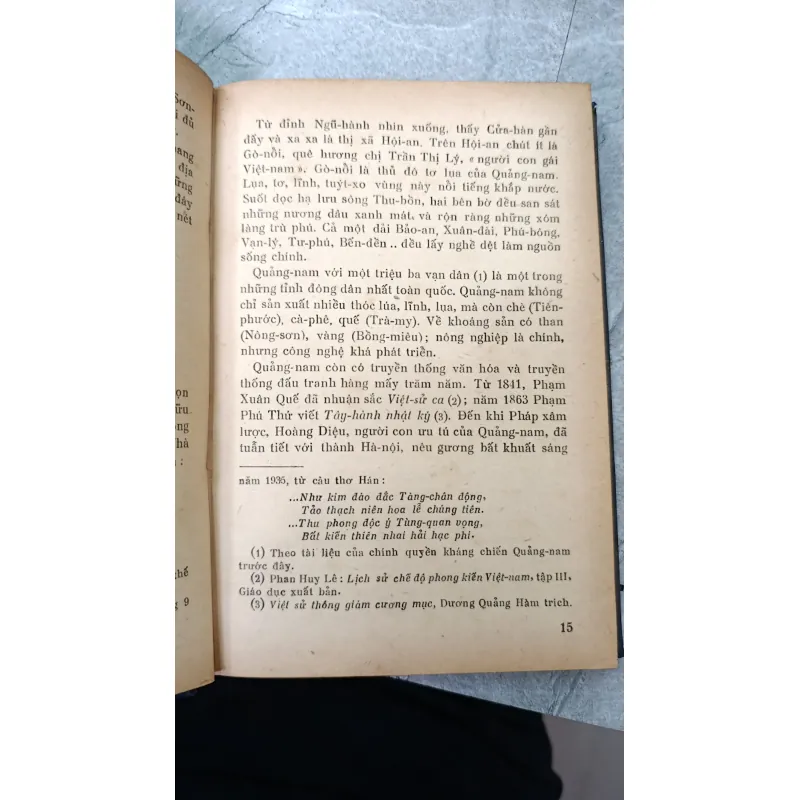 Sơn-
i đủ
ang
địa
ững
đây
nét
ọn
ữu
ng
hà
:
thế
g 9
Từ đỉnh Ngũ-hành nhìn xuống, thấy Cửa-hàn gần
đấy và xa xa là thị xã Hội-an. Trên Hội-an chút ít là
Gò-nồi, quê hương chị Trần Thị Lý, « người con gái
Việt-nam ». Gò-nồi là thủ đô tơ lụa của Quảng-nam.
Lụa, tơ, lĩnh, tuýt-xo vùng này nồi tiếng khắp nước.
Suốt dọc hạ lưu sông Thu-bồn, hai bên bờ đều san sát
những nương dâu xanh mát, và rộn ràng những xóm
làng trù phú. Cả một dải Bảo-an, Xuân-đài, Phú-bông,
Vạn-lý, Tư-phú, Bến-đền .. đều lấy nghề dệt làm nguồn
sống chính.
Quảng-nam với một triệu ba vạn dân (1) là một trong
những tỉnh đông dân nhất toàn quốc. Quảng-nam không
chỉ sản xuất nhiều thóc lúa, lĩnh, lụa, mà còn chè (Tiên-
phước), cà-phê, quế (Trà-my). Về khoáng sản có than
(Nông-sơn), vàng (Bồng-miêu); nông nghiệp là chính,
nhưng công nghệ khá phát triển.
Quảng-nam còn có truyền thống văn hóa và truyền
thống đấu tranh hàng mấy trăm năm. Từ 1841, Phạm
Xuân Quế đã nhuận sắc Việt-sử ca (2); năm 1863 Phạm
Phú Thứ viết Tây-hành nhật ký (3). Đến khi Pháp xâm
lược, Hoàng Diệu, người con ưu tú của Quảng-nam, đã
tuẫn tiết với thành Hà-nội, nêu gương bất khuất sáng
năm 1935, từ câu thơ Hán :
...Như kim đáo đắc Tàng-chân động,
Tảo thạch niên hoa lễ chúng tiên.
...Thu phong độc ỷ Tùng-quan vọng,
Bất kiến thiên nhai hải hạc phi.
(1) Theo tài liệu của chính quyền kháng chiến Quảng-nam
trước đây.
(2) Phan Huy Lê : Lịch sử chế độ phong kiến Việt-nam, tập III,
Giáo dục xuất bản.
(3) Việt sử thông giám cương mục, Dương Quảng Hàm trích.
15